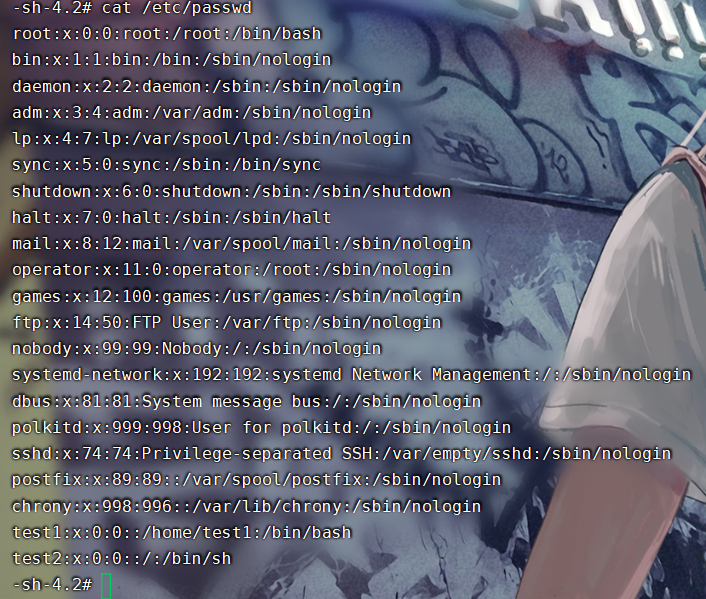 -sh-4.2# cat /etc/passwd
root:x:0:0:root:/root:/bin/bash
bin:x:1:1:bin:/bin:/sbin/nologin
daemon:x:2:2:daemon:/sbin:/sbin/nologin
adm:x:3:4:adm:/var/adm:/sbin/nologin
lp:x:4:7:lp:/var/spool/lpd:/sbin/nologin
sync:x:5:0:sync:/sbin:/bin/sync
shutdown:x:6:0:shutdown:/sbin:/sbin/shutdown
halt:x:7:0:halt:/sbin:/sbin/halt
mail:x:8:12:mail:/var/spool/mail:/sbin/nologin
operator:x:11:0:operator:/root:/sbin/nologin
games:x:12:100:games:/usr/games:/sbin/nologin
ftp:x:14:50:FTP User:/var/ftp:/sbin/nologin
nobody:x:99:99:Nobody:/:/sbin/nologin
systemd-network:x:192:192:systemd Network Management:/:/sbin/nologin
dbus:x:81:81:System message bus:/:/sbin/nologin
polkitd:x:999:998:User for polkitd:/:/sbin/nologin
sshd:x:74:74:Privilege-separated SSH:/var/empty/sshd:/sbin/nologin
postfix:x:89:89::/var/spool/postfix:/sbin/nologin
chrony:x:998:996::/var/lib/chrony:/sbin/nologin
test1:x:0:0::/home/test1:/bin/bash
test2:x:0:0::/:/bin/sh
-sh-4.2#